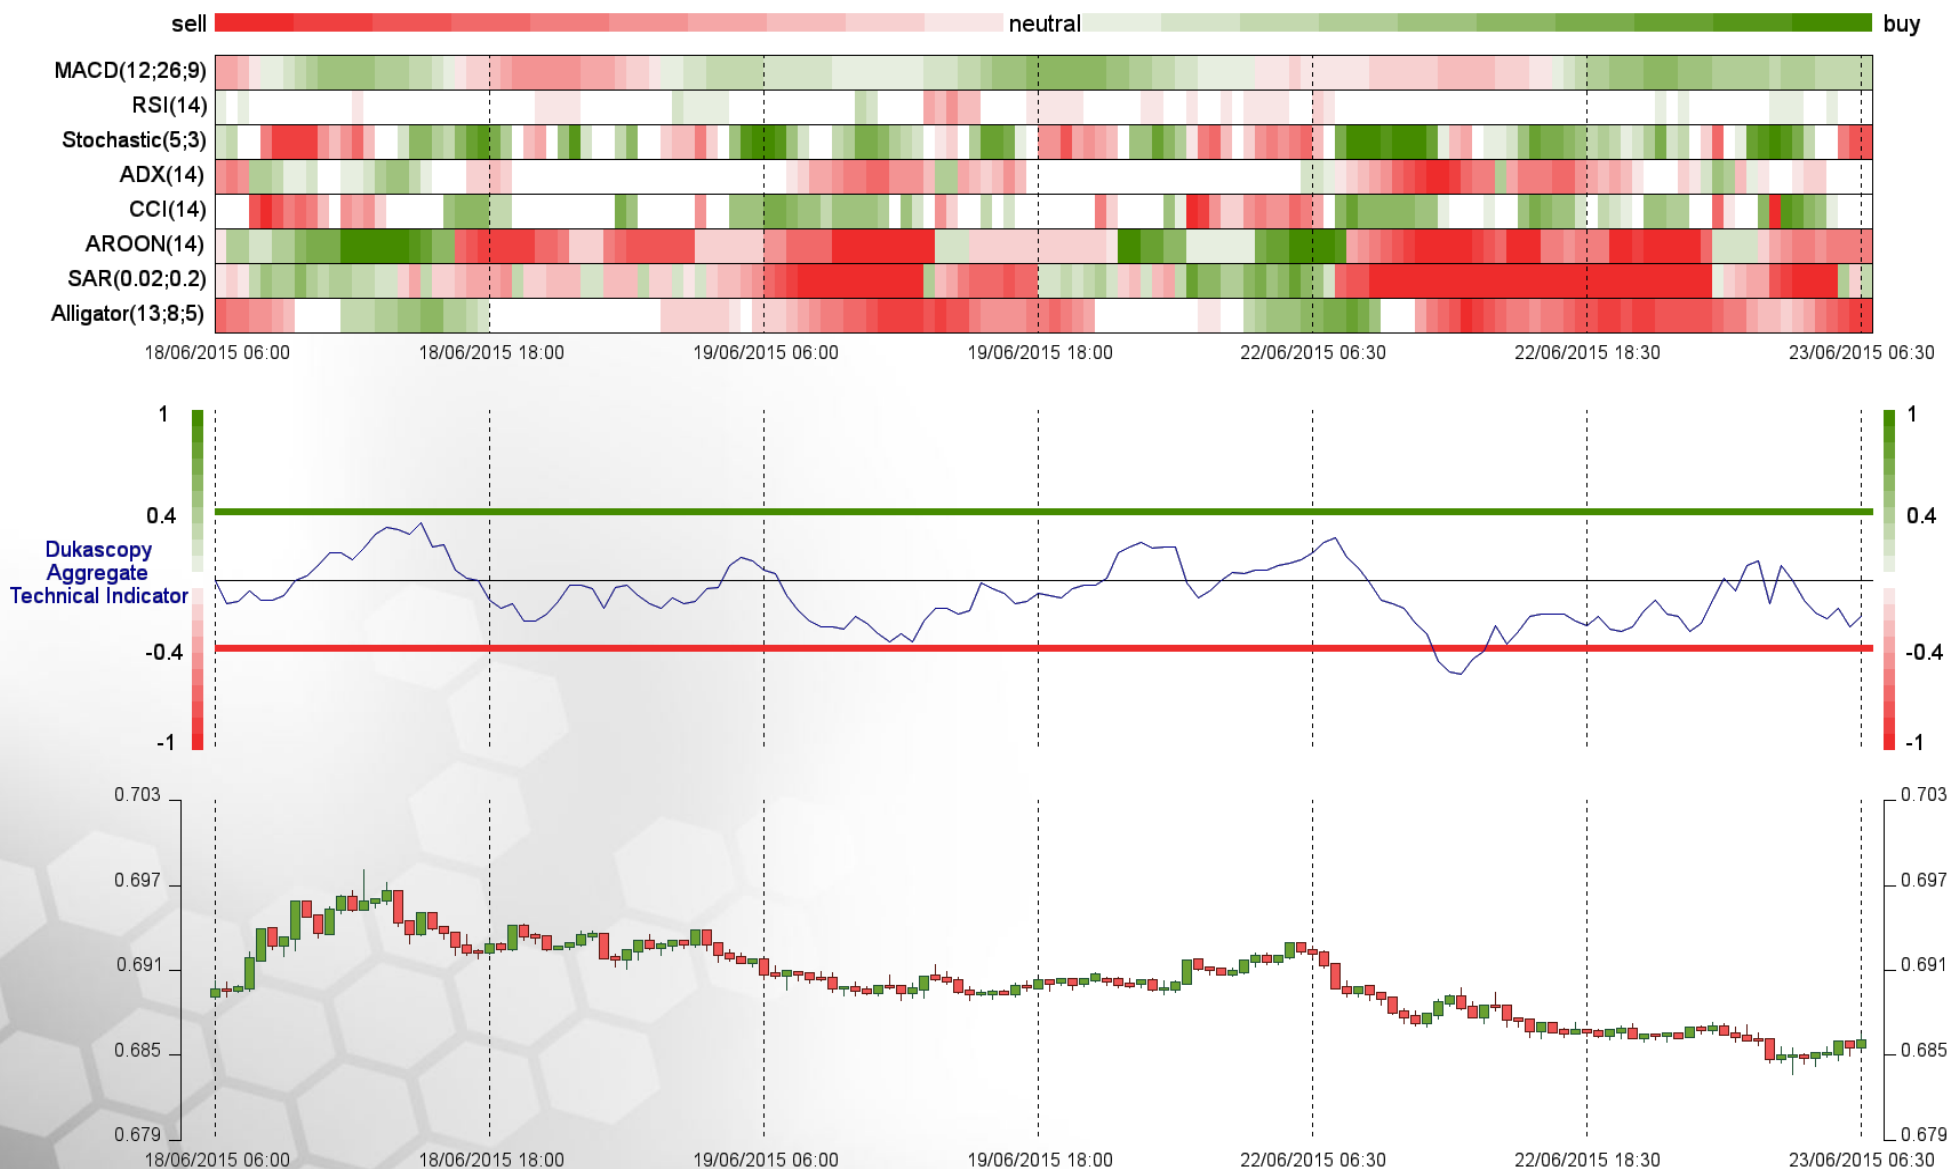 sell neutral buy
MACD(12;26;9)
RSI(14)
Stochastic(5;3)
ADX(14)
CCI(14)
AROON(14)
SAR(0.02;0.2)
Alligator(13;8;5)
18/06/2015 06:00 18/06/2015 18:00 19/06/2015 06:00 19/06/2015 18:00 22/06/2015 06:30 22/06/2015 18:30 23/06/2015 06:30
1 1
0.4 0.4
Dukascopy
Aggregate
Technical Indicator
-0.4 -0.4
-1 -1
0.703 0.703
0.697 0.697
0.691 0.691
0.685 0.685
0.679 0.679
18/06/2015 06:00 18/06/2015 18:00 19/06/2015 06:00 19/06/2015 18:00 22/06/2015 06:30 22/06/2015 18:30 23/06/2015 06:30